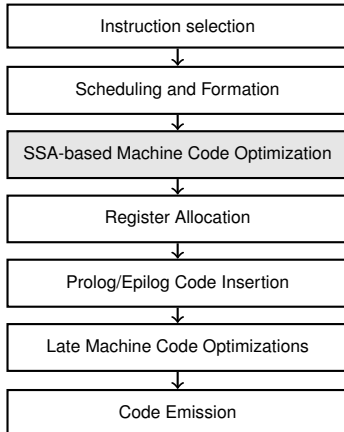 Instruction selection
Scheduling and Formation
SSA-based Machine Code Optimization
Register Allocation
Prolog/Epilog Code Insertion
Late Machine Code Optimizations
Code Emission